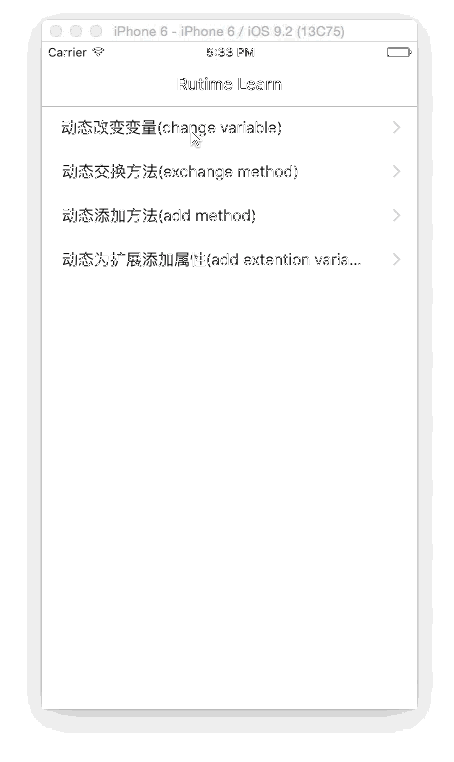 iPhone 6 - iPhone 6 / iOS 9.2 (13C75)
Carrier 6:33 PM
Rutime Learn
动态改变变量(change variable)
动态交换方法(exchange method)
动态添加方法(add method)
动态为扩展添加属性(add extention varia...